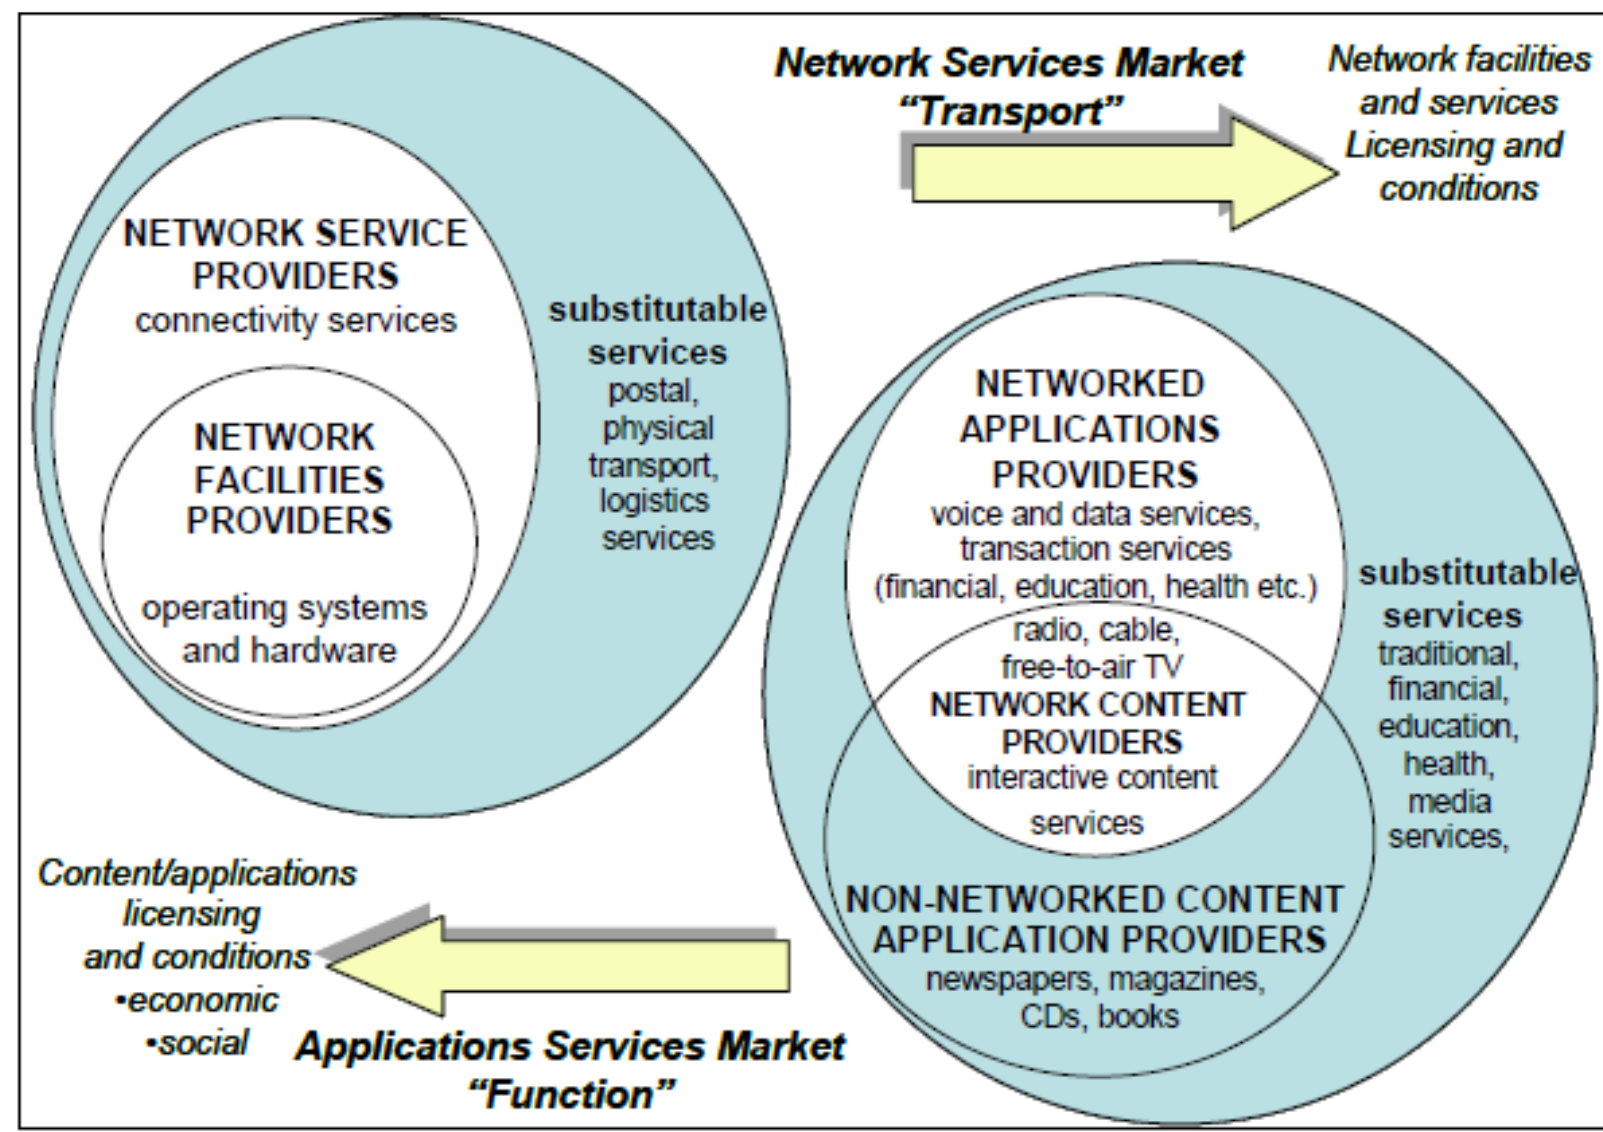 Network Services Market
“Transport”
Network facilities
and services
Licensing and
conditions
NETWORK SERVICE
PROVIDERS
connectivity services
NETWORK
FACILITIES
PROVIDERS
operating systems
and hardware
substitutable
services
postal,
physical
transport,
logistics
services
NETWORKED
APPLICATIONS
PROVIDERS
voice and data services,
transaction services
(financial, education, health etc.)
radio, cable,
free-to-air TV
NETWORK CONTENT
PROVIDERS
interactive content
services
NON-NETWORKED CONTENT
APPLICATION PROVIDERS
newspapers, magazines,
CDs, books
substitutable
services
traditional,
financial,
education,
health,
media
services,
Content/applications
licensing
and conditions
•economic
•social
Applications Services Market
“Function”